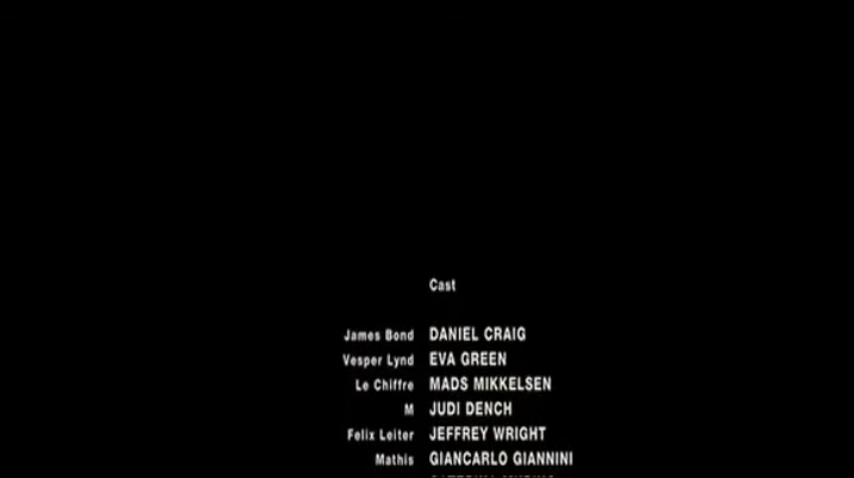 Cast
James Bond DANIEL CRAIG
Vesper Lynd EVA GREEN
Le Chiffre MADS MIKKELSEN
M JUDI DENCH
Felix Leiter JEFFREY WRIGHT
Mathis GIANCARLO GIANNINI